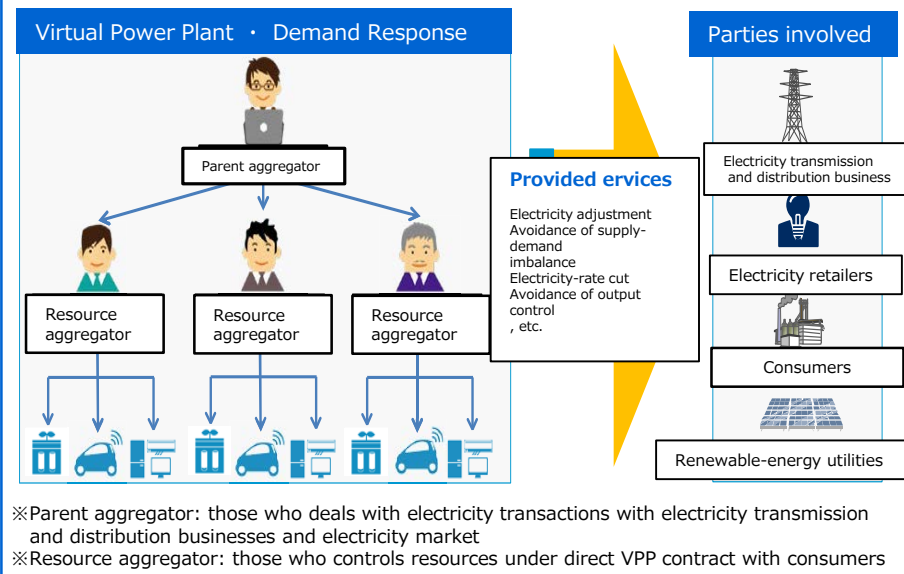 Virtual Power Plant ・ Demand Response
Parties involved
Parent aggregator
Resource
aggregator
Resource
aggregator
Resource
aggregator
Provided ervices
Electricity adjustment
Avoidance of supply-
demand
imbalance
Electricity-rate cut
Avoidance of output
control
, etc.
Electricity transmission
and distribution business
Electricity retailers
Consumers
Renewable-energy utilities
※Parent aggregator: those who deals with electricity transactions with electricity transmission
and distribution businesses and electricity market
※Resource aggregator: those who controls resources under direct VPP contract with consumers